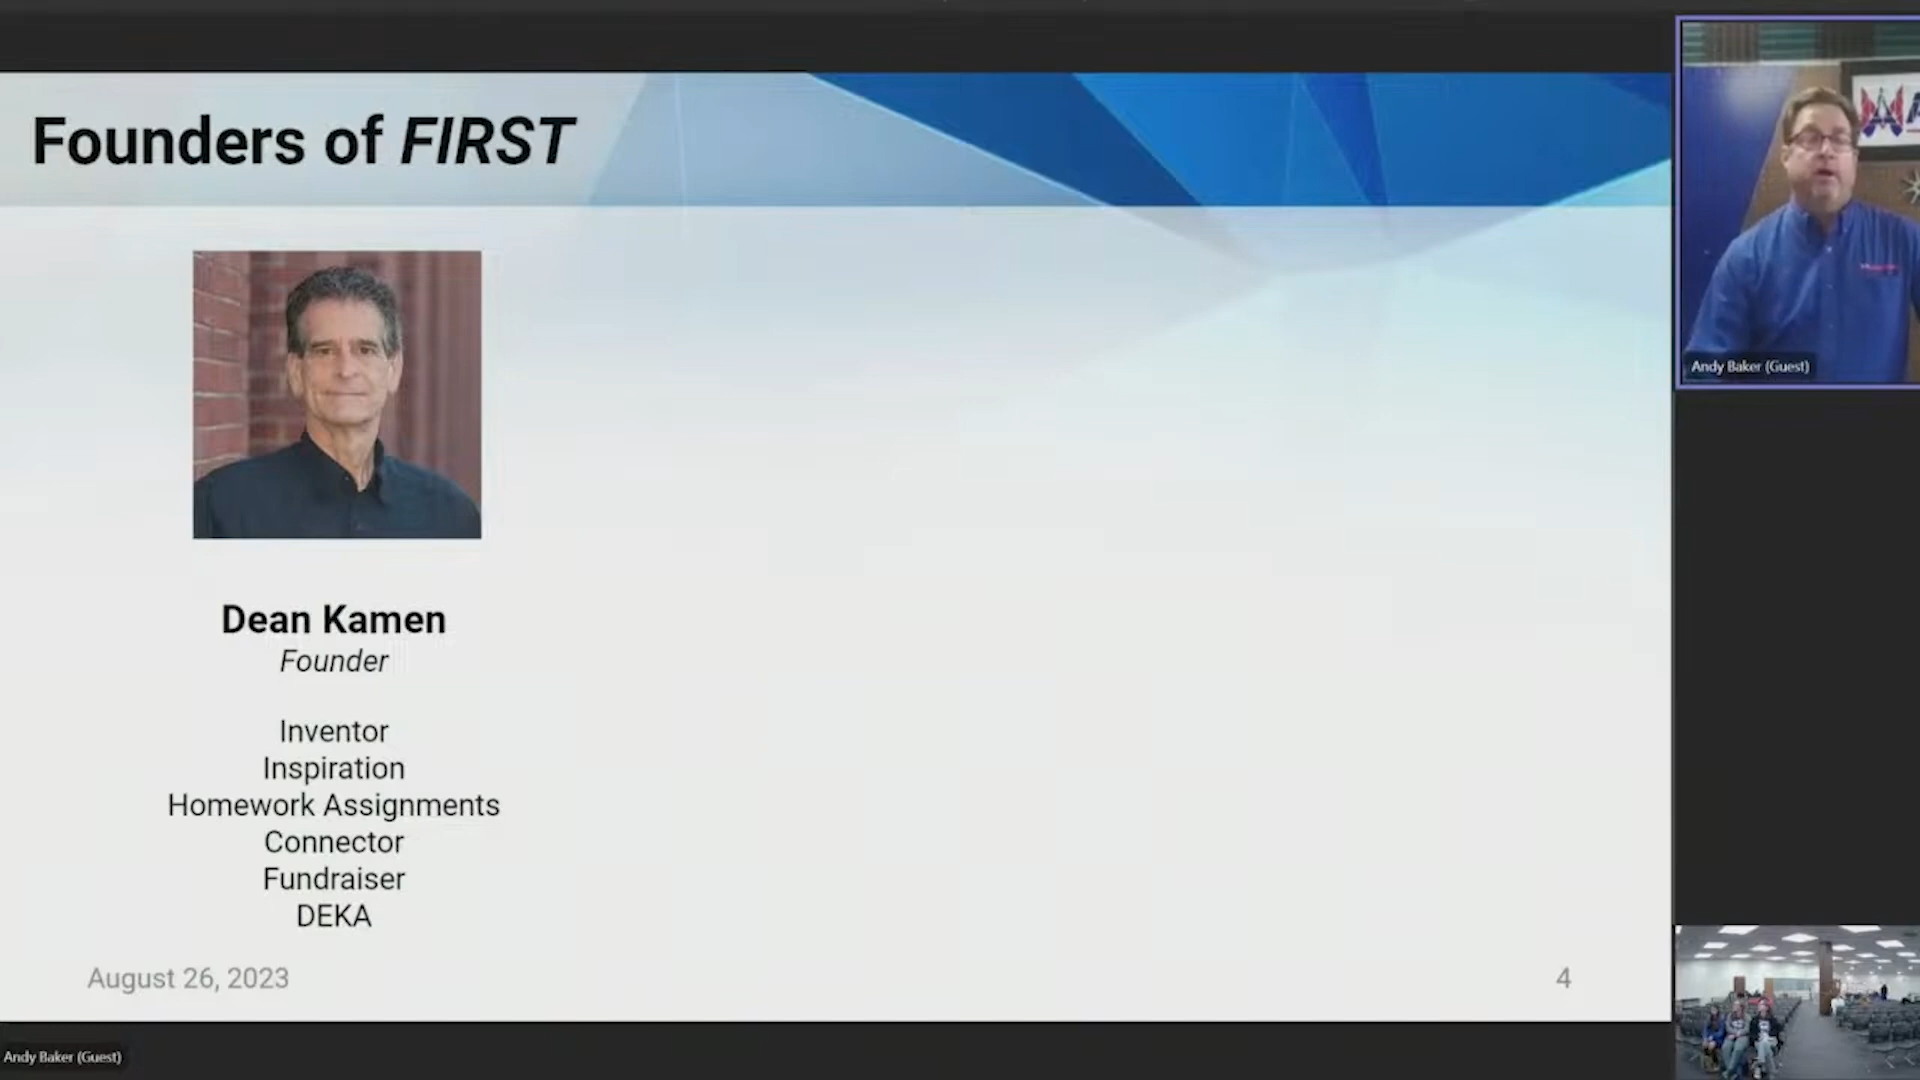 Founders of FIRST
Dean Kamen
Founder
Inventor
Inspiration
Homework Assignments
Connector
Fundraiser
DEKA
August 26, 2023
4
Andy Baker (Guest)
Andy Baker (Guest)